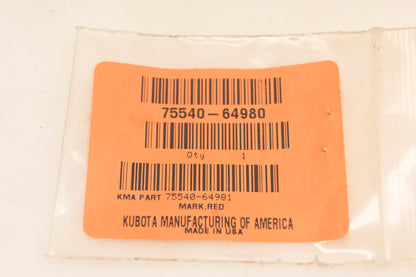 75540-64980
Qty 1
KMA PART 75540-64981
MARK,RED
KUBOTA MANUFACTURING OF AMERICA
MADE IN USA